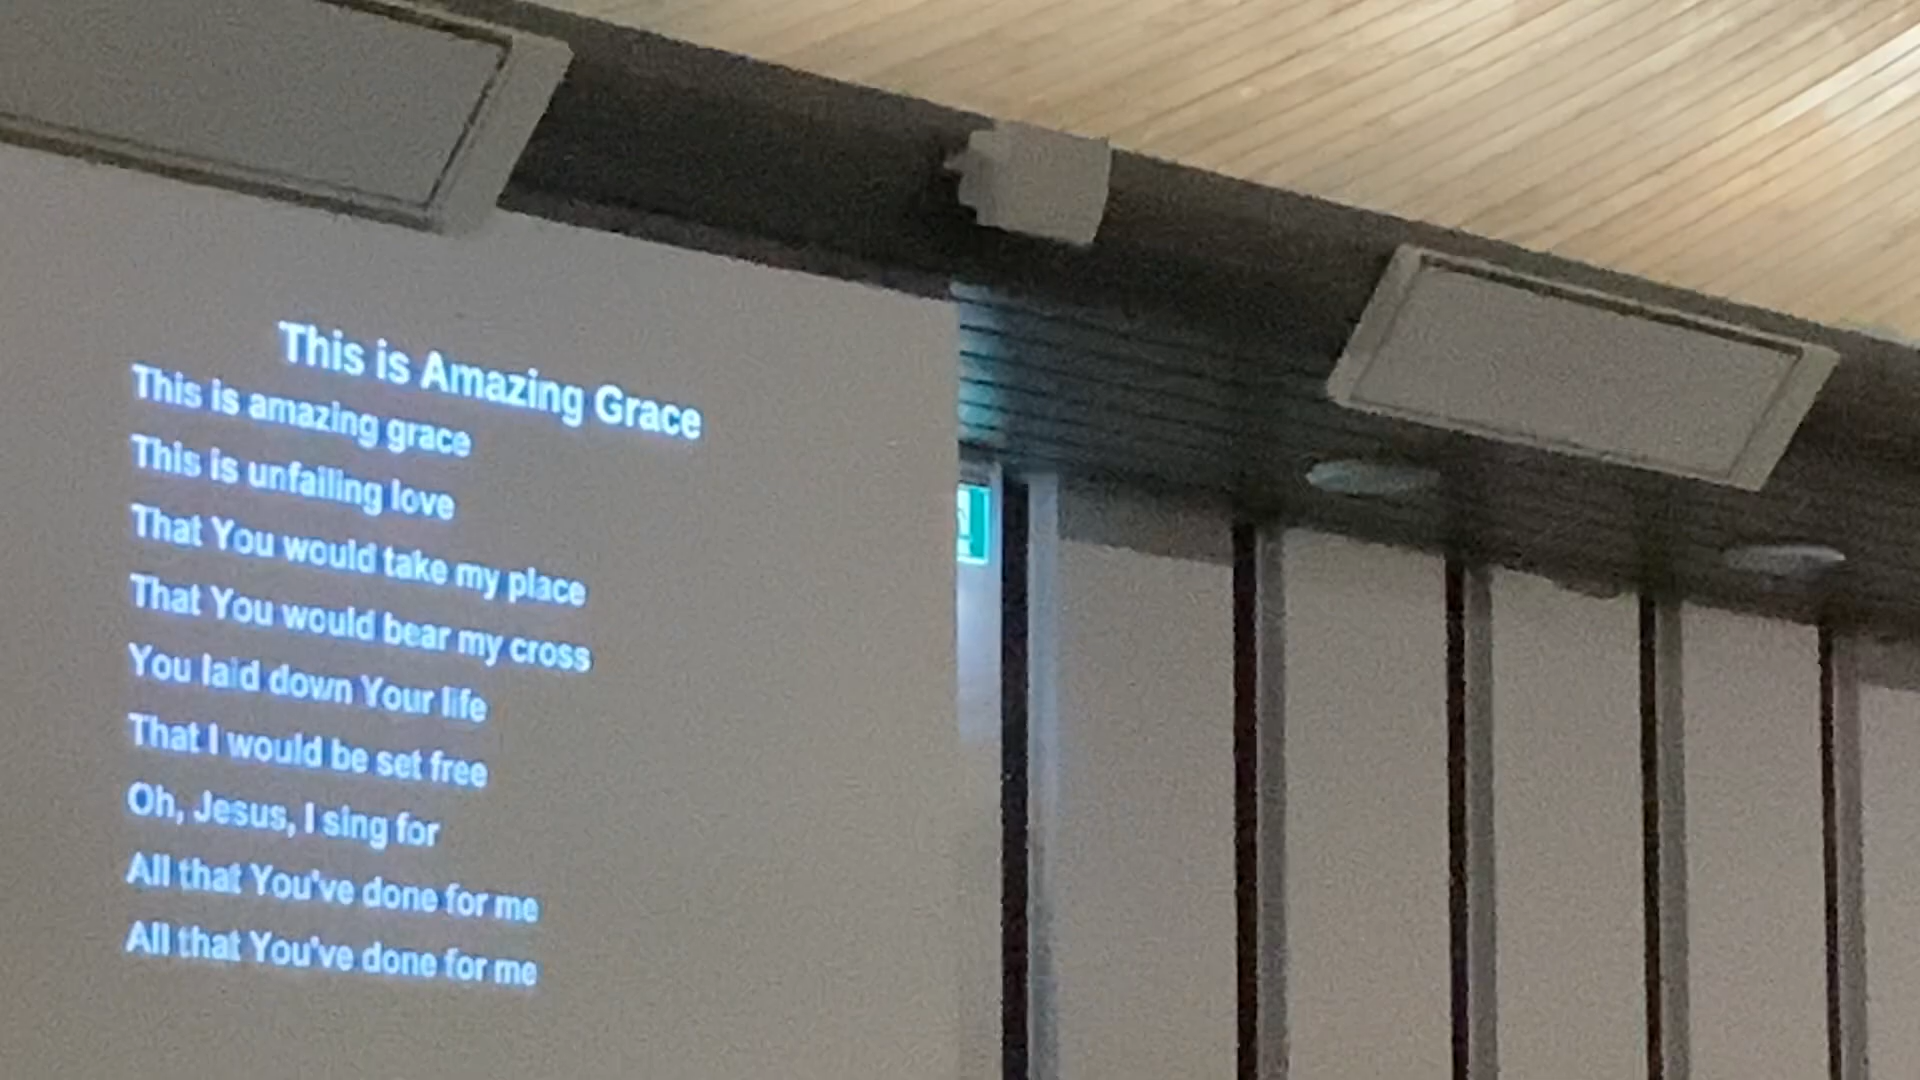 This is Amazing Grace
This is amazing grace
This is unfailing love
That You would take my place
That You would bear my cross
You laid down Your life
That I would be set free
Oh, Jesus, I sing for
All that You've done for me
All that You've done for me